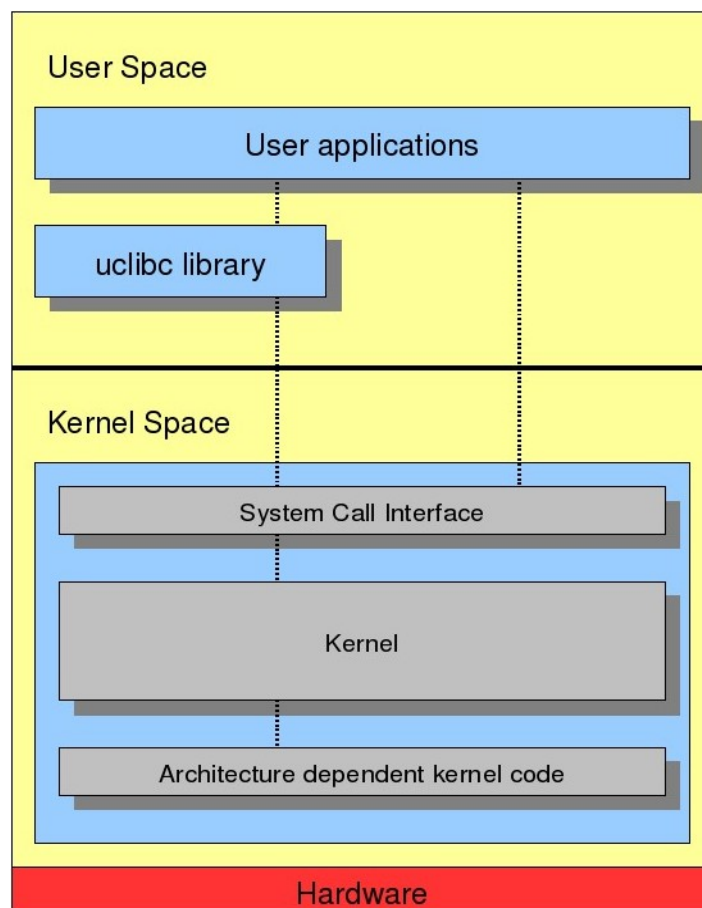 User Space
User applications
uclibc library
Kernel Space
System Call Interface
Kernel
Architecture dependent kernel code
Hardware